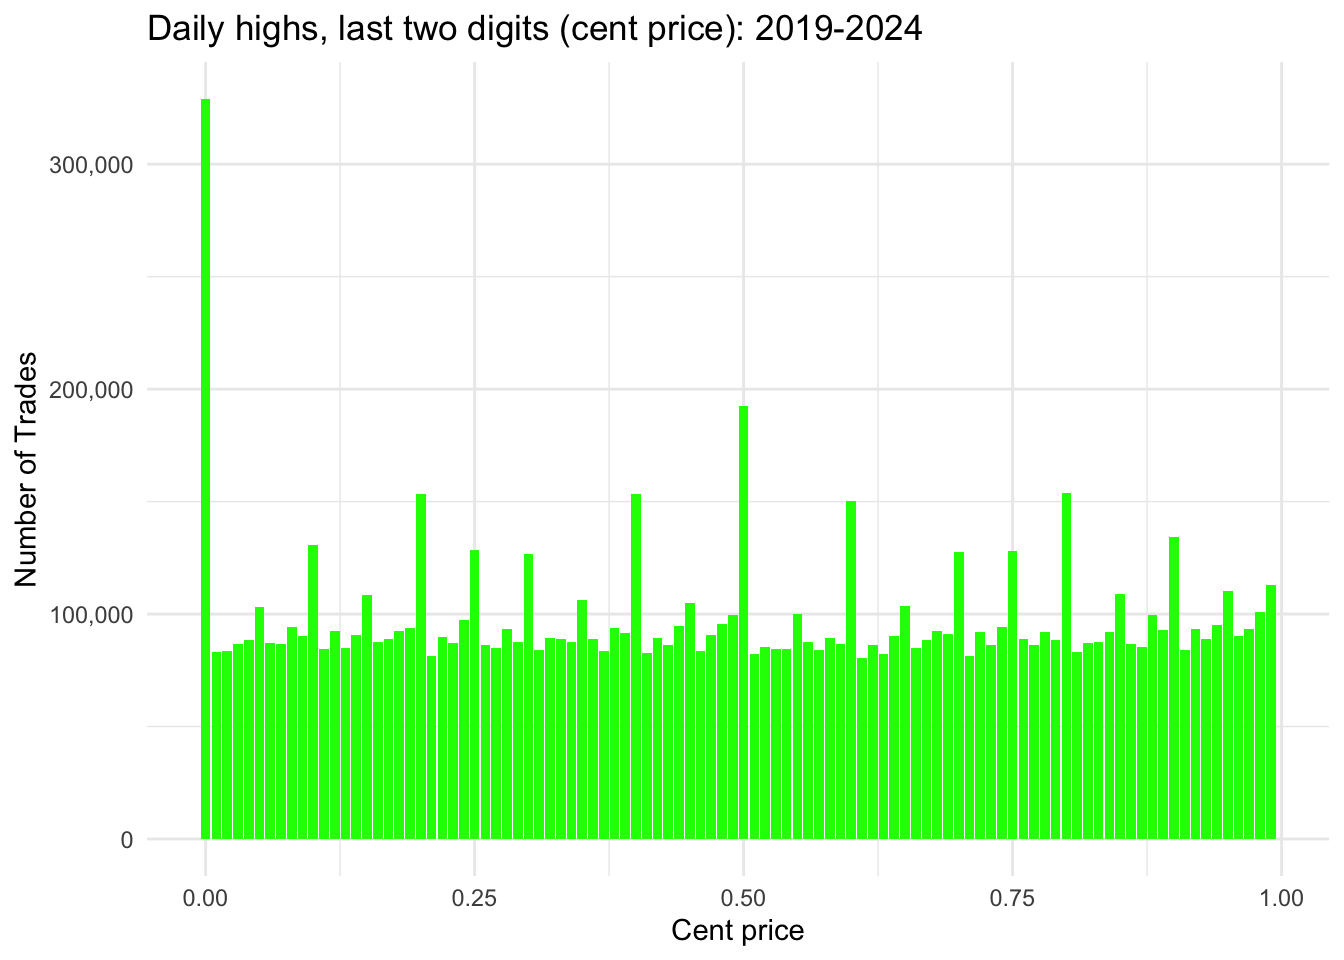 Daily highs, last two digits (cent price): 2019-2024
Number of Trades
300,000
200,000
100,000
0
0.00 0.25 0.50 0.75 1.00
Cent price